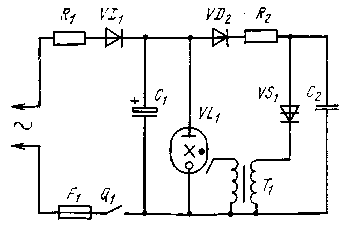 R₁ VD₁ VD₂ R₂
C₁ VL₁ VS₁ C₂
+
~
T₁
F₁ Q₁